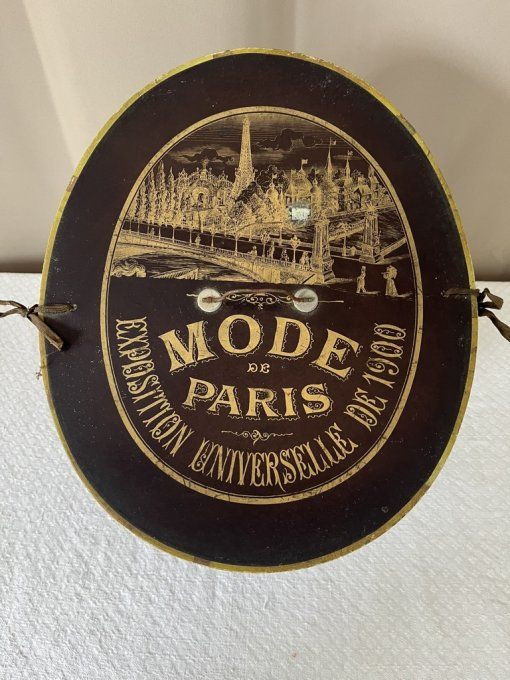 MODE
DE
PARIS
EXPOSITION UNIVERSELLE DE 1900